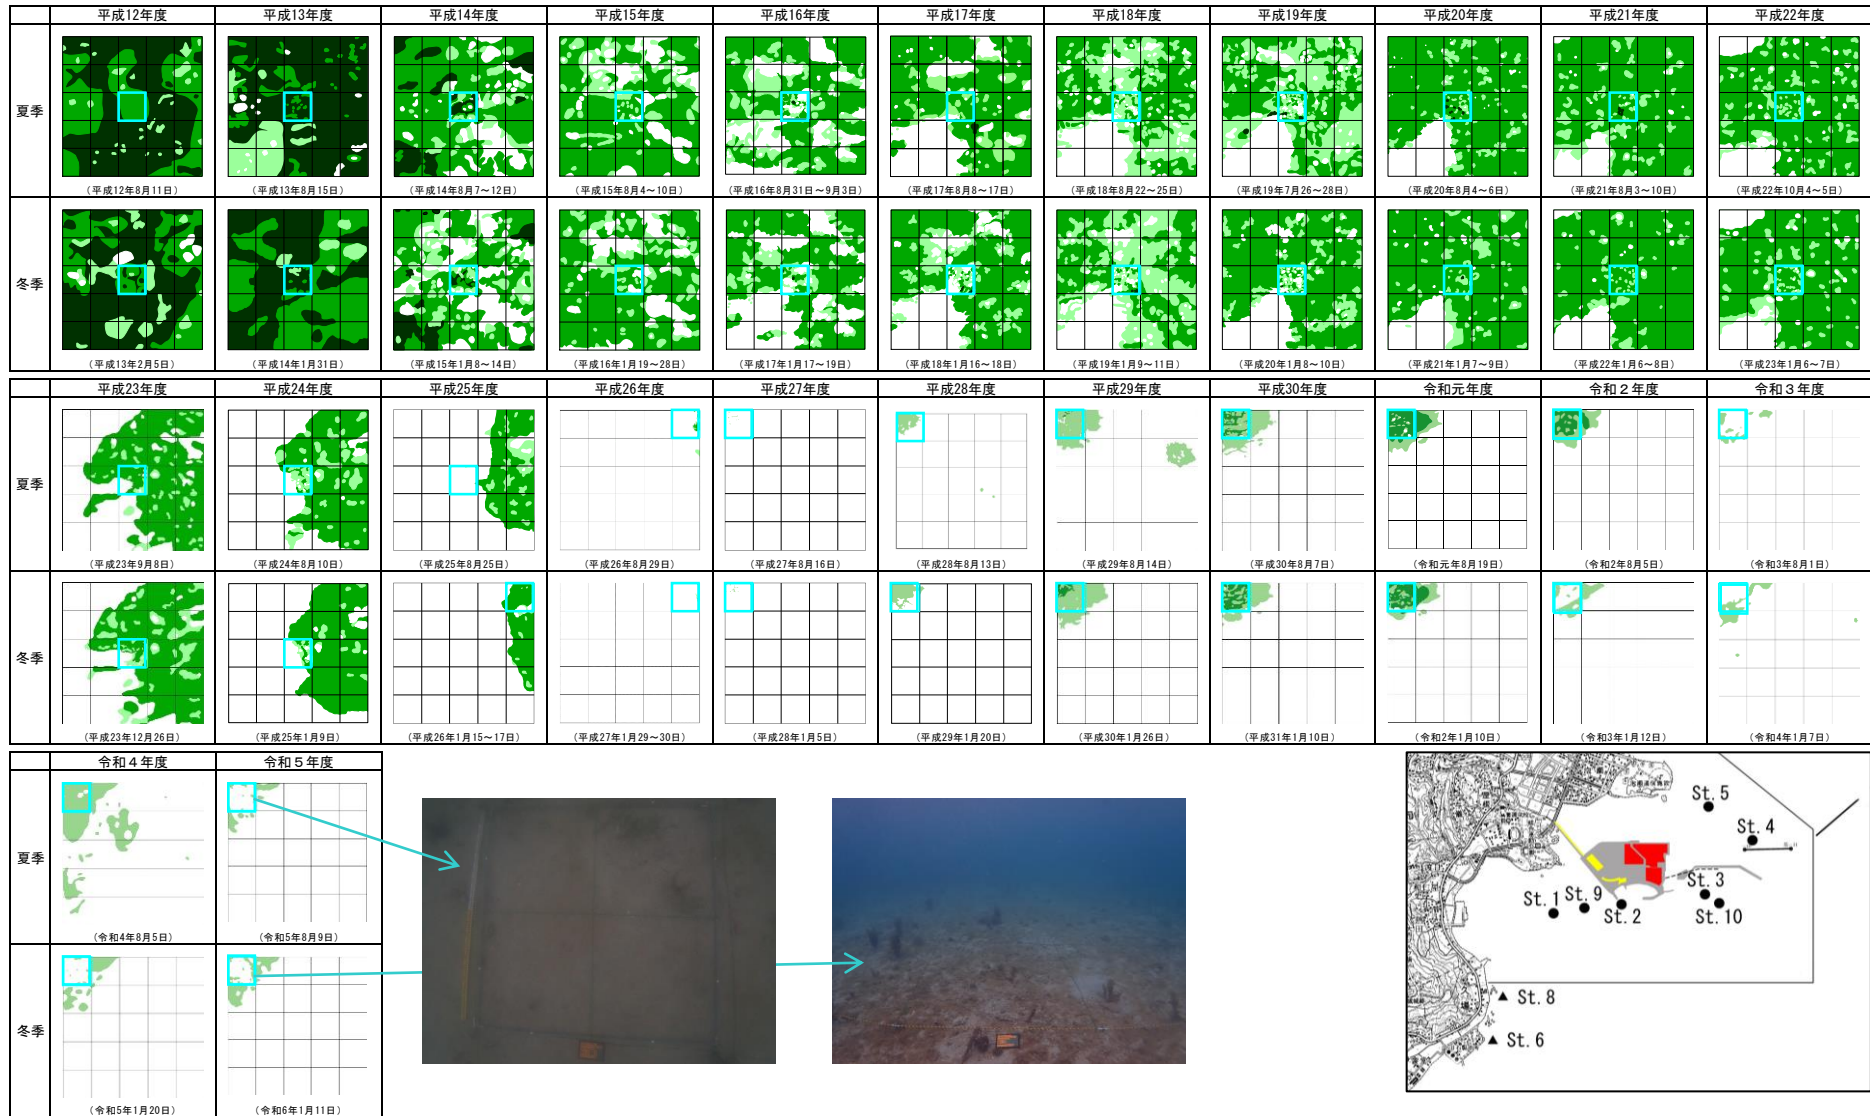 平成12年度 平成13年度 平成14年度 平成15年度 平成16年度 平成17年度 平成18年度 平成19年度 平成20年度 平成21年度 平成22年度
夏季
(平成12年8月11日) (平成13年8月15日) (平成14年8月7～12日) (平成15年8月4～10日) (平成16年8月31日～9月3日) (平成17年8月8～17日) (平成18年8月22～25日) (平成19年7月26～28日) (平成20年8月4～6日) (平成21年8月3～10日) (平成22年10月4～5日)
冬季
(平成13年2月5日) (平成14年1月31日) (平成15年1月8～14日) (平成16年1月19～28日) (平成17年1月17～19日) (平成18年1月16～18日) (平成19年1月9～11日) (平成20年1月8～10日) (平成21年1月7～9日) (平成22年1月6～8日) (平成23年1月6～7日)
平成23年度 平成24年度 平成25年度 平成26年度 平成27年度 平成28年度 平成29年度 平成30年度 令和元年度 令和２年度 令和３年度
夏季
(平成23年9月8日) (平成24年8月10日) (平成25年8月25日) (平成26年8月29日) (平成27年8月16日) (平成28年8月13日) (平成29年8月14日) (平成30年8月7日) (令和元年8月19日) (令和2年8月5日) (令和3年8月1日)
冬季
(平成23年12月26日) (平成25年1月9日) (平成26年1月15～17日) (平成27年1月29～30日) (平成28年1月5日) (平成29年1月20日) (平成30年1月26日) (平成31年1月10日) (令和2年1月10日) (令和3年1月12日) (令和4年1月7日)
令和４年度 令和５年度
夏季
(令和4年8月5日) (令和5年8月9日)
冬季
(令和5年1月20日) (令和6年1月11日)
St.5
St.4
St.3
St.1 St.9 St.2 St.10
St.8
St.6